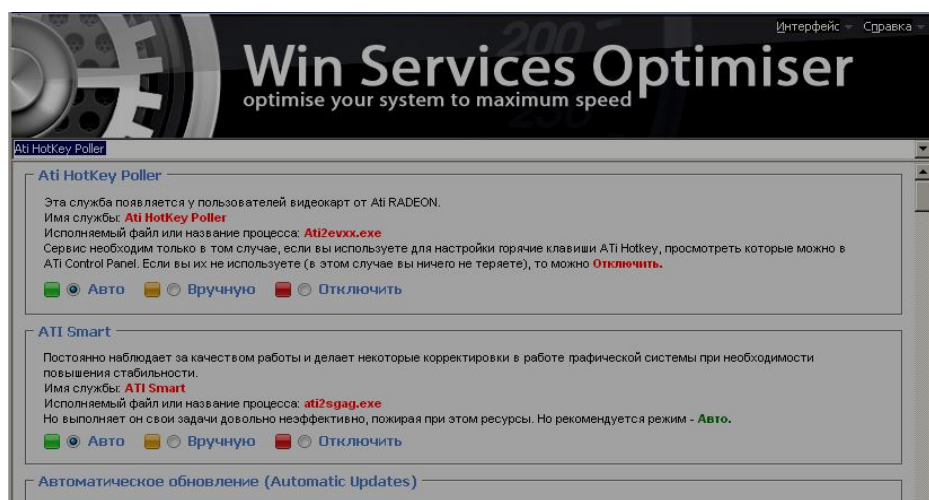 Интерфейс Справка
200
Win Services Optimiser
optimise your system to maximum speed
250
Ati HotKey Poller
Ati HotKey Poller
Эта служба появляется у пользователей видеокарт от Ati RADEON.
Имя службы: Ati HotKey Poller
Исполняемый файл или название процесса: Ati2evxx.exe
Сервис необходим только в том случае, если вы используете для настройки горячие клавиши ATi Hotkey, просмотреть которые можно в
ATi Control Panel. Если вы их не используете (в этом случае вы ничего не теряете), то можно Отключить.
Авто Вручную Отключить
ATI Smart
Постоянно наблюдает за качеством работы и делает некоторые корректировки в работе графической системы при необходимости
повышения стабильности.
Имя службы: ATI Smart
Исполняемый файл или название процесса: ati2sgag.exe
Но выполняет он свои задачи довольно неэффективно, пожирая при этом ресурсы. Но рекомендуется режим - Авто.
Авто Вручную Отключить
Автоматическое обновление (Automatic Updates)